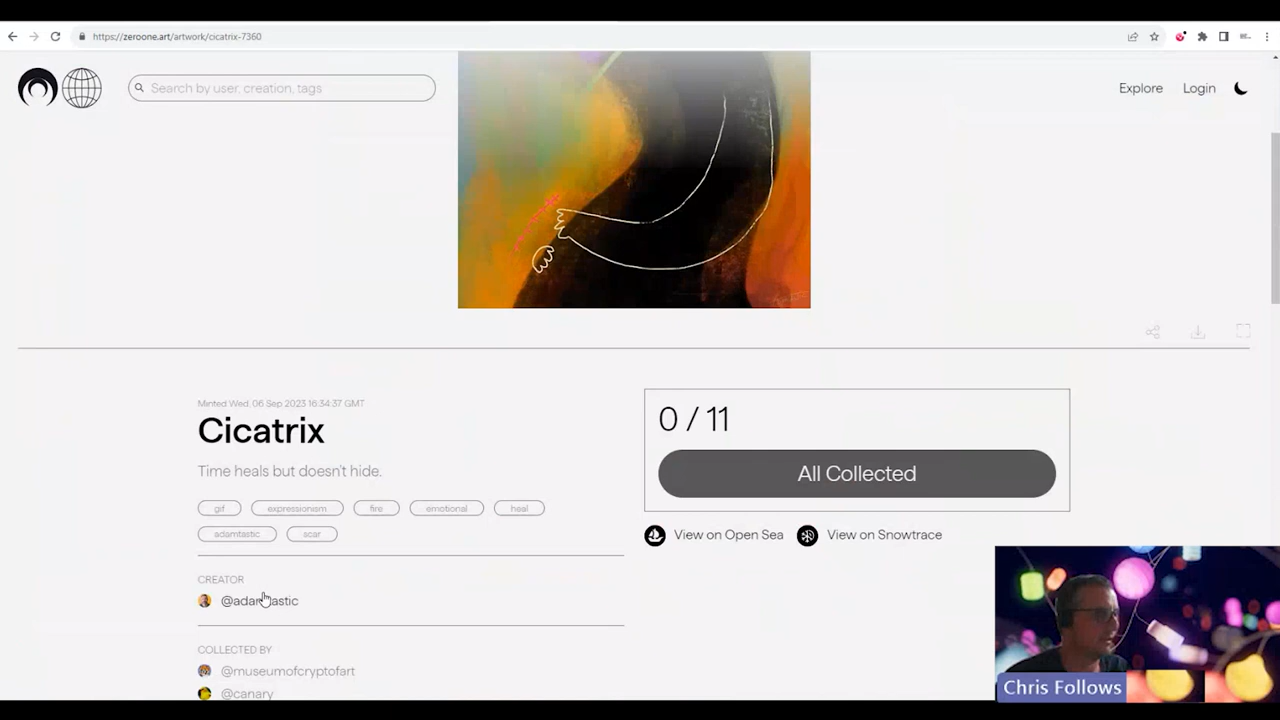 https://zeroone.art/artwork/cicatrix-7360
Search by user, creation, tags
Explore Login
Minted Wed, 06 Sep 2023 16:34:37 GMT
Cicatrix
Time heals but doesn't hide.
gif expressionism fire emotional heal
adamtastic scar
0 / 11
All Collected
View on Open Sea View on Snowtrace
CREATOR
@adamtastic
COLLECTED BY
@museumofcryptofart
@canary
Chris Follows